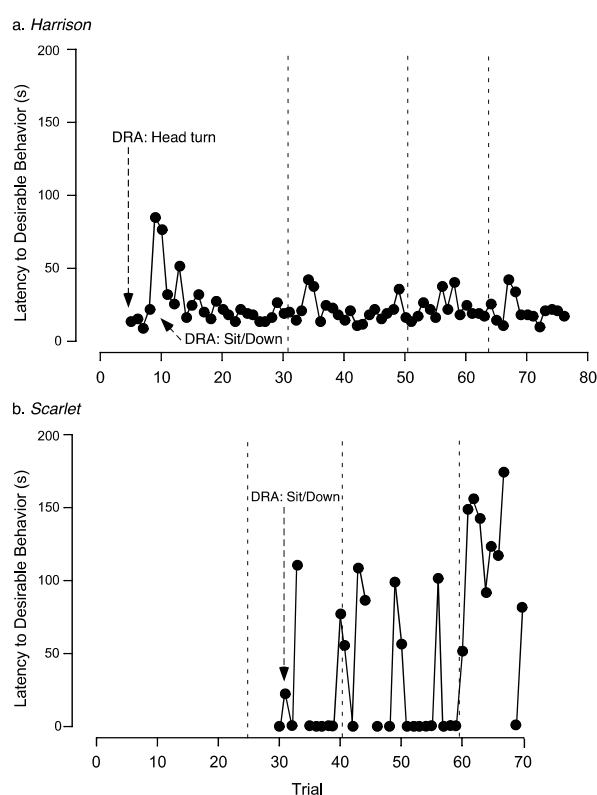 a. Harrison
200
150
100
50
0
Latency to Desirable Behavior (s)
DRA: Head turn
DRA: Sit/Down
0 10 20 30 40 50 60 70 80
b. Scarlet
200
150
100
50
0
Latency to Desirable Behavior (s)
DRA: Sit/Down
0 10 20 30 40 50 60 70
Trial